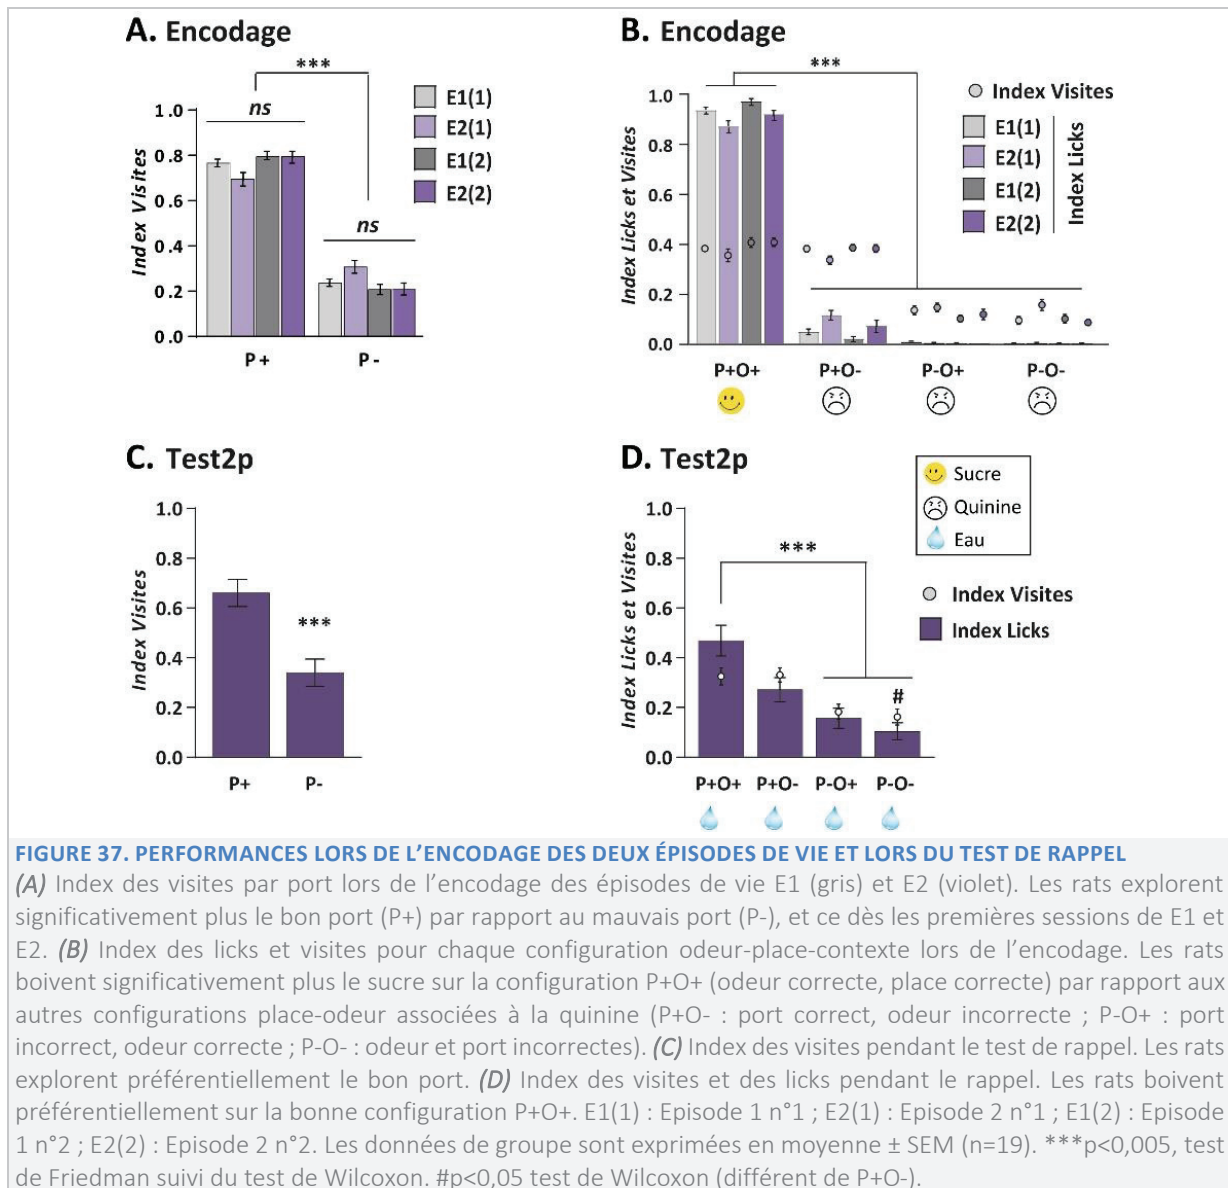 A. Encodage
***
ns
E1(1)
E2(1)
E1(2)
E2(2)
Index Visites
1.0
0.8
0.6
0.4
0.2
0.0
ns
P+
P-
B. Encodage
***
Index Visites
E1(1)
E2(1)
E1(2)
E2(2)
Index Licks
Index Licks et Visites
1.0
0.8
0.6
0.4
0.2
0.0
P+O+
P+O-
P-O+
P-O-
C. Test2p
Index Visites
1.0
0.8
0.6
0.4
0.2
0.0
***
P+
P-
D. Test2p
Sucre
Quinine
Eau
***
Index Visites
Index Licks
Index Licks et Visites
1.0
0.8
0.6
0.4
0.2
0.0
#
P+O+
P+O-
P-O+
P-O-
FIGURE 37. PERFORMANCES LORS DE L'ENCODAGE DES DEUX ÉPISODES DE VIE ET LORS DU TEST DE RAPPEL
(A) Index des visites par port lors de l'encodage des épisodes de vie E1 (gris) et E2 (violet). Les rats explorent
significativement plus le bon port (P+) par rapport au mauvais port (P-), et ce dès les premières sessions de E1 et
E2. (B) Index des licks et visites pour chaque configuration odeur-place-contexte lors de l'encodage. Les rats
boivent significativement plus le sucre sur la configuration P+O+ (odeur correcte, place correcte) par rapport aux
autres configurations place-odeur associées à la quinine (P+O- : port correct, odeur incorrecte ; P-O+ : port
incorrect, odeur correcte ; P-O- : odeur et port incorrectes). (C) Index des visites pendant le test de rappel. Les rats
explorent préférentiellement le bon port. (D) Index des visites et des licks pendant le rappel. Les rats boivent
préférentiellement sur la bonne configuration P+O+. E1(1) : Episode 1 n°1 ; E2(1) : Episode 2 n°1 ; E1(2) : Episode
1 n°2 ; E2(2) : Episode 2 n°2. Les données de groupe sont exprimées en moyenne ± SEM (n=19). ***p<0,005, test
de Friedman suivi du test de Wilcoxon. #p<0,05 test de Wilcoxon (différent de P+O-).